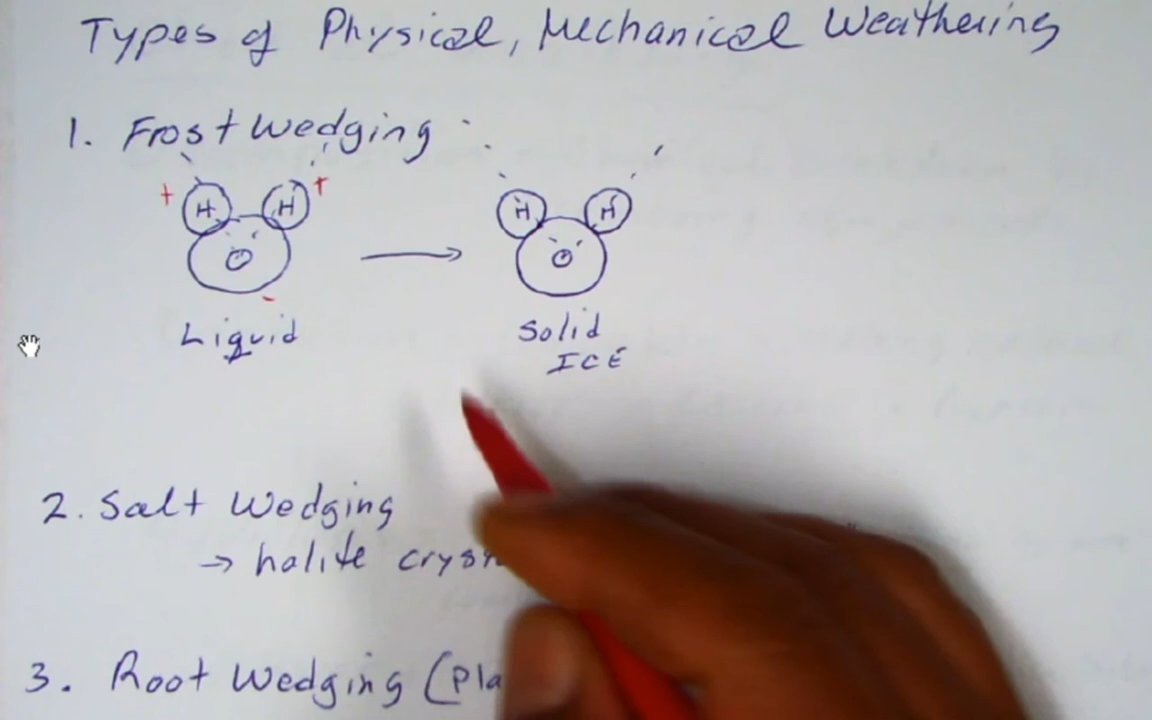 Types of Physical, Mechanical Weathering
1. Frost Wedging
+ H H +
O
-
H H
O
Liquid
Solid
ICE
2. Salt Wedging
→ halite
3. Root Wedging (